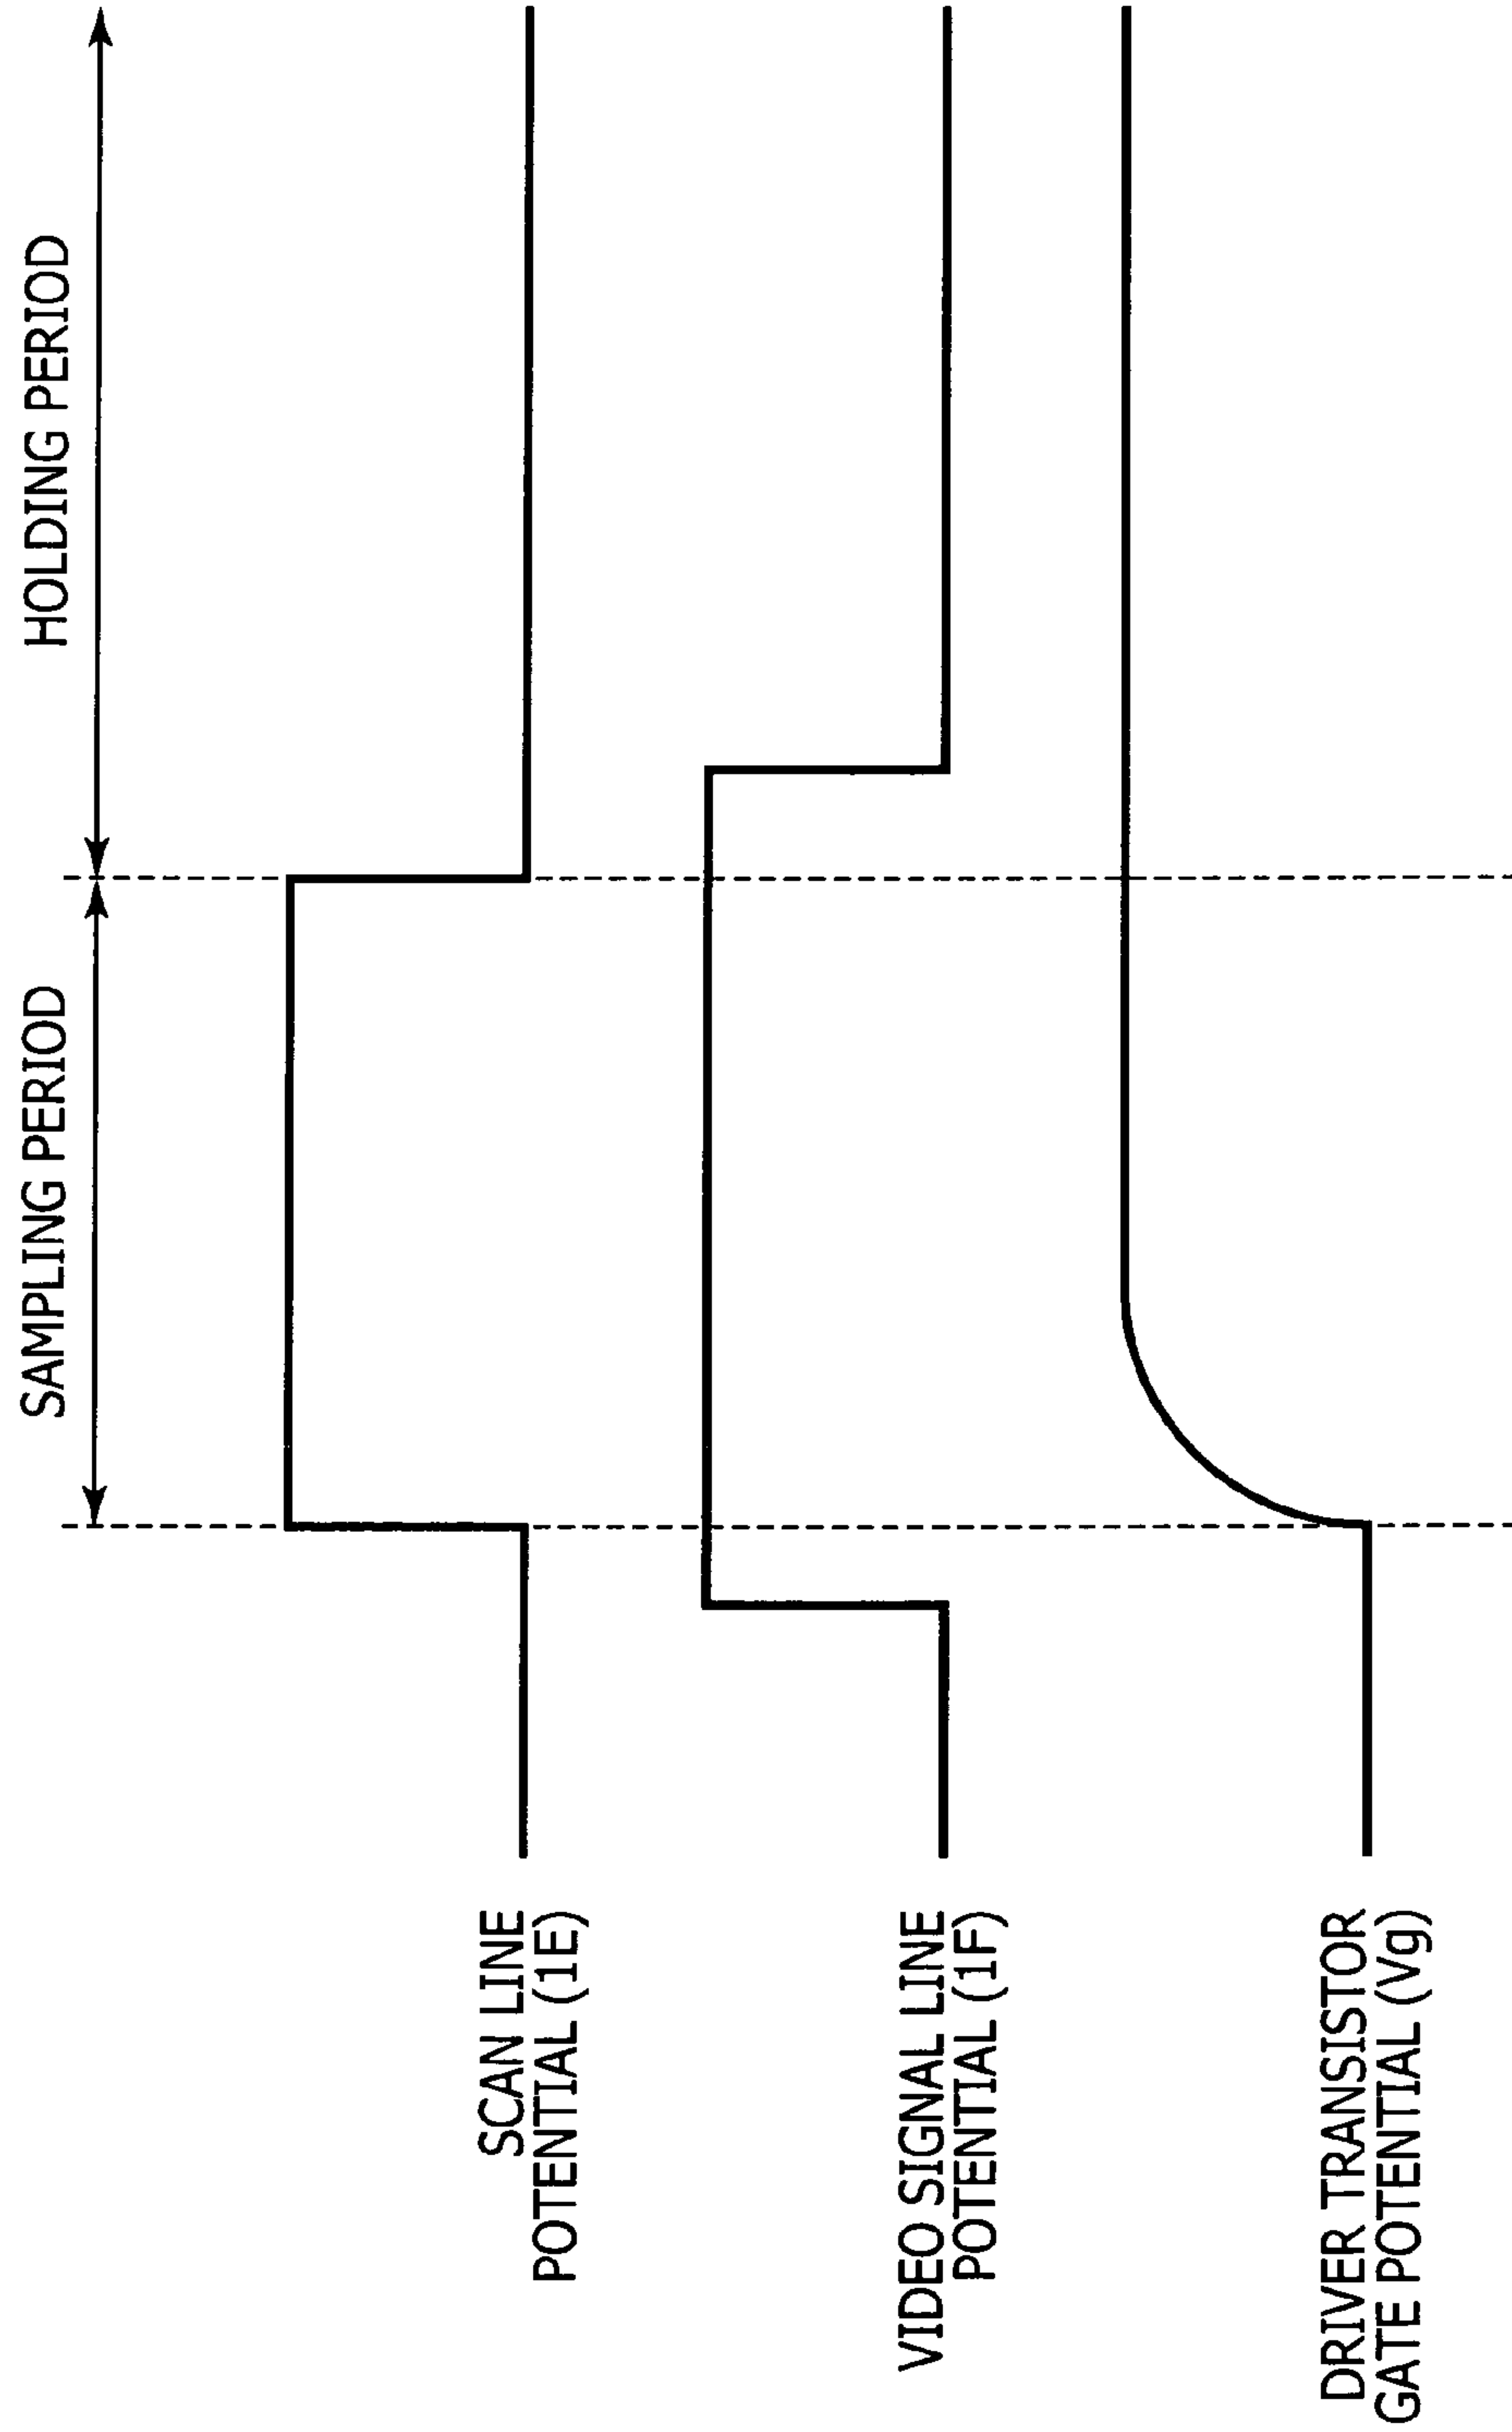 SAMPLING PERIOD
HOLDING PERIOD
SCAN LINE
POTENTIAL (1E)
VIDEO SIGNAL LINE
POTENTIAL (1F)
DRIVER TRANSISTOR
GATE POTENTIAL (Vg)